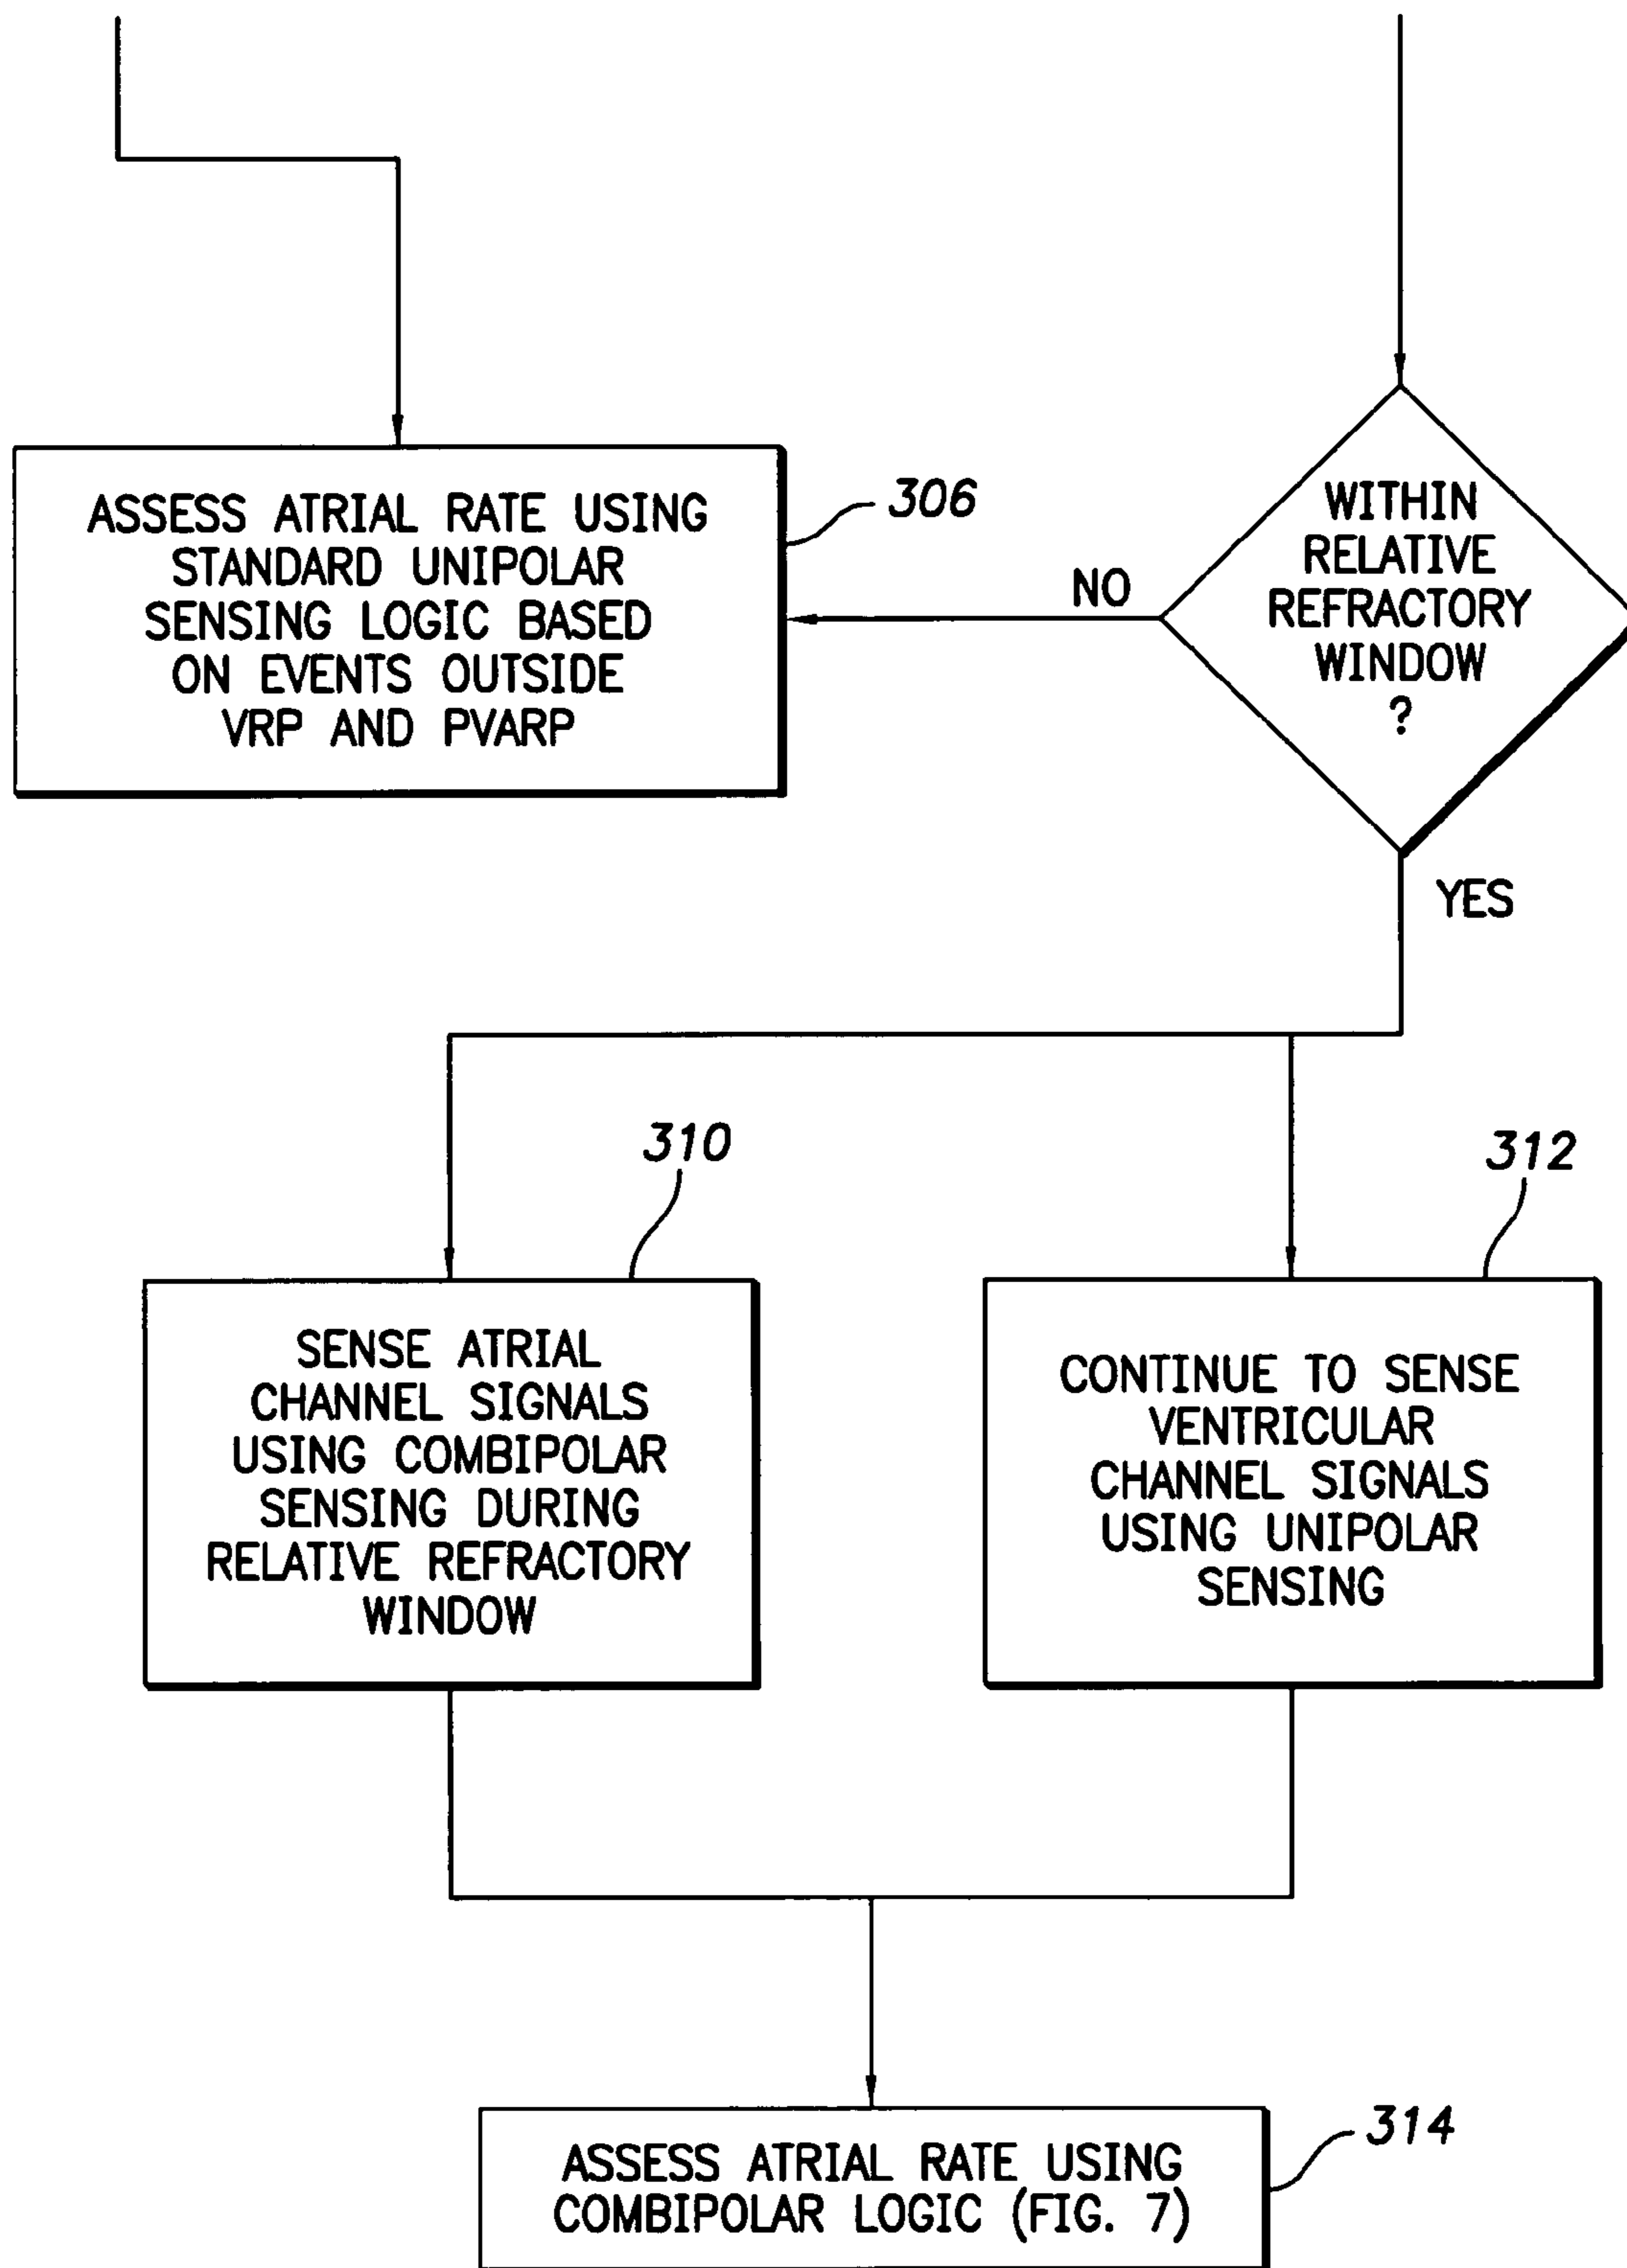 ASSESS ATRIAL RATE USING
STANDARD UNIPOLAR
SENSING LOGIC BASED
ON EVENTS OUTSIDE
VRP AND PVARP
306
NO
WITHIN
RELATIVE
REFRACTORY
WINDOW
?
YES
310
312
SENSE ATRIAL
CHANNEL SIGNALS
USING COMBIPOLAR
SENSING DURING
RELATIVE REFRACTORY
WINDOW
CONTINUE TO SENSE
VENTRICULAR
CHANNEL SIGNALS
USING UNIPOLAR
SENSING
314
ASSESS ATRIAL RATE USING
COMBIPOLAR LOGIC (FIG. 7)